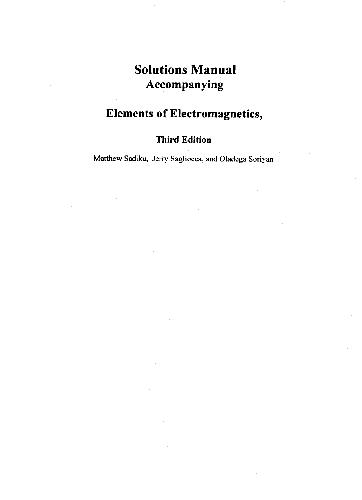 Solutions Manual
Accompanying
Elements of Electromagnetics,
Third Edition
Matthew Sadiku, Jerry Sagliocca, and Oladega Soriyan